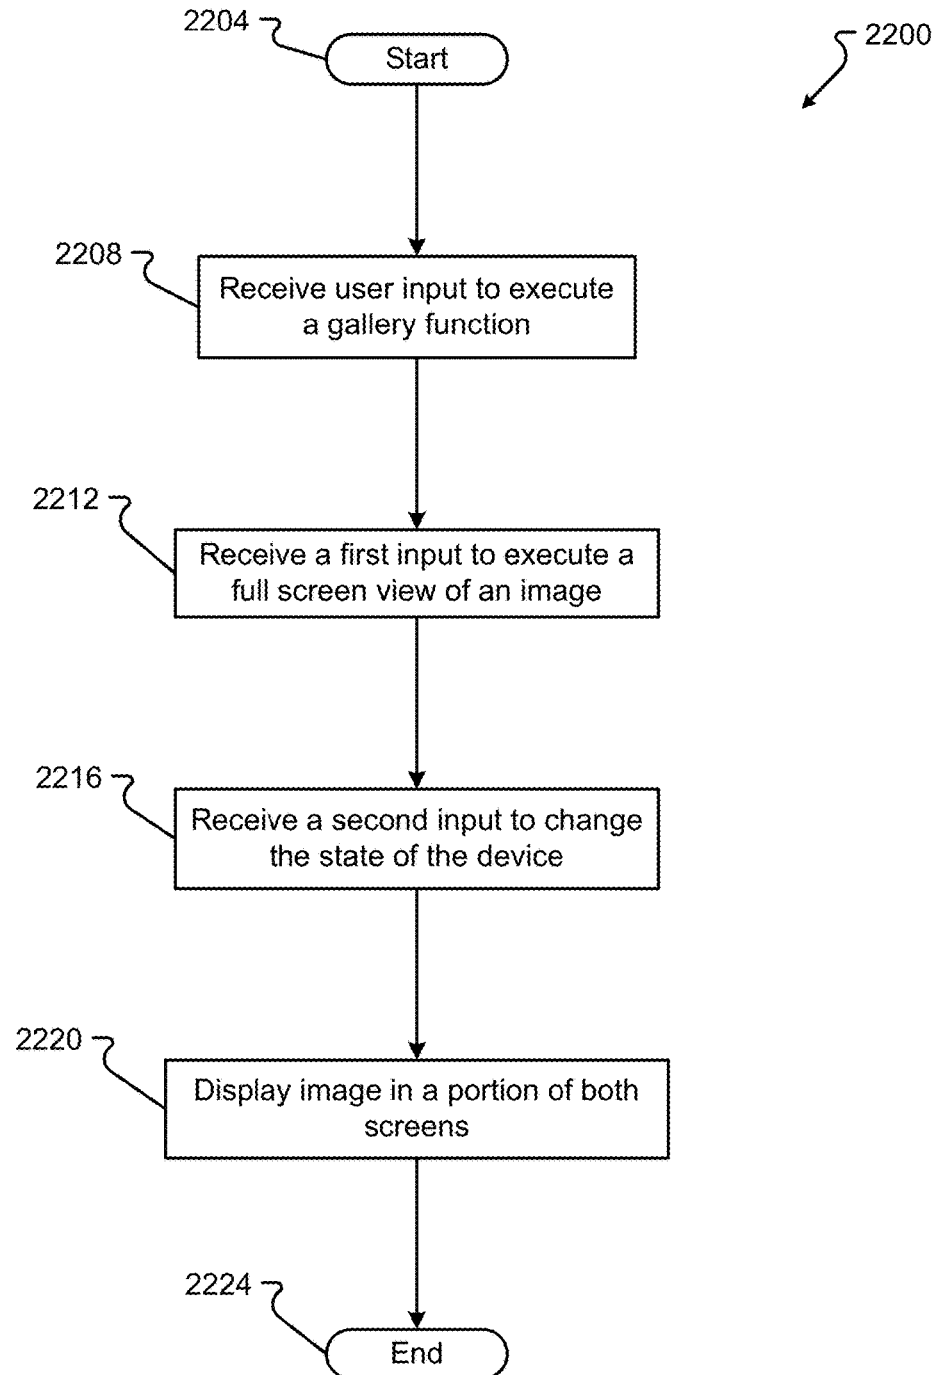 2204
Start
2200
2208
Receive user input to execute
a gallery function
2212
Receive a first input to execute a
full screen view of an image
2216
Receive a second input to change
the state of the device
2220
Display image in a portion of both
screens
2224
End